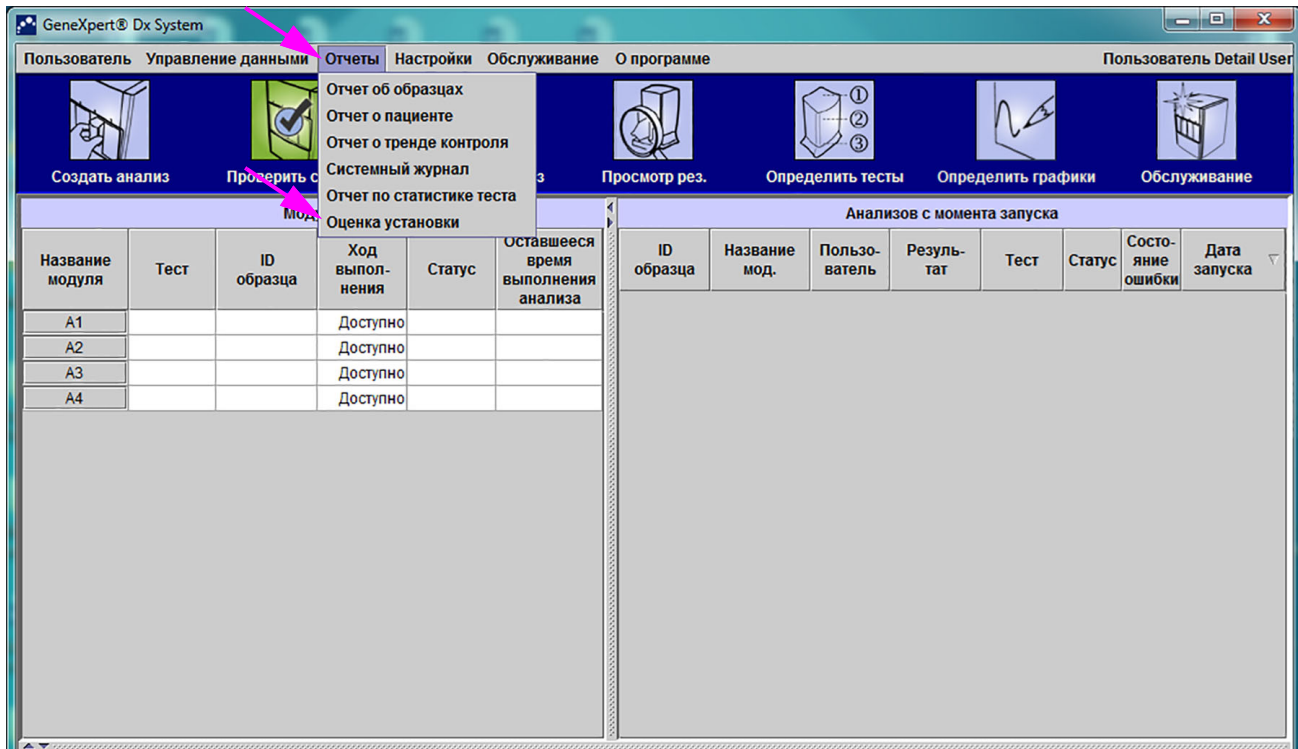 GeneXpert® Dx System
Пользователь Управление данными Отчеты Настройки Обслуживание О программе Пользователь Detail User
Отчет об образцах
Отчет о пациенте
Отчет о тренде контроля
Системный журнал
Отчет по статистике теста
Оценка установки
①
②
③
Создать анализ Проверить Просмотр рез. Определить тесты Определить графики Обслуживание
Анализов с момента запуска
Название модуля
Тест
ID образца
Ход выпол-
нения
Статус
Оставшееся
время
выполнения
анализа
ID образца
Название мод.
Пользо-
ватель
Резуль-
тат
Тест
Статус
Состо-
яние
ошибки
Дата запуска
A1 Доступно
A2 Доступно
A3 Доступно
A4 Доступно